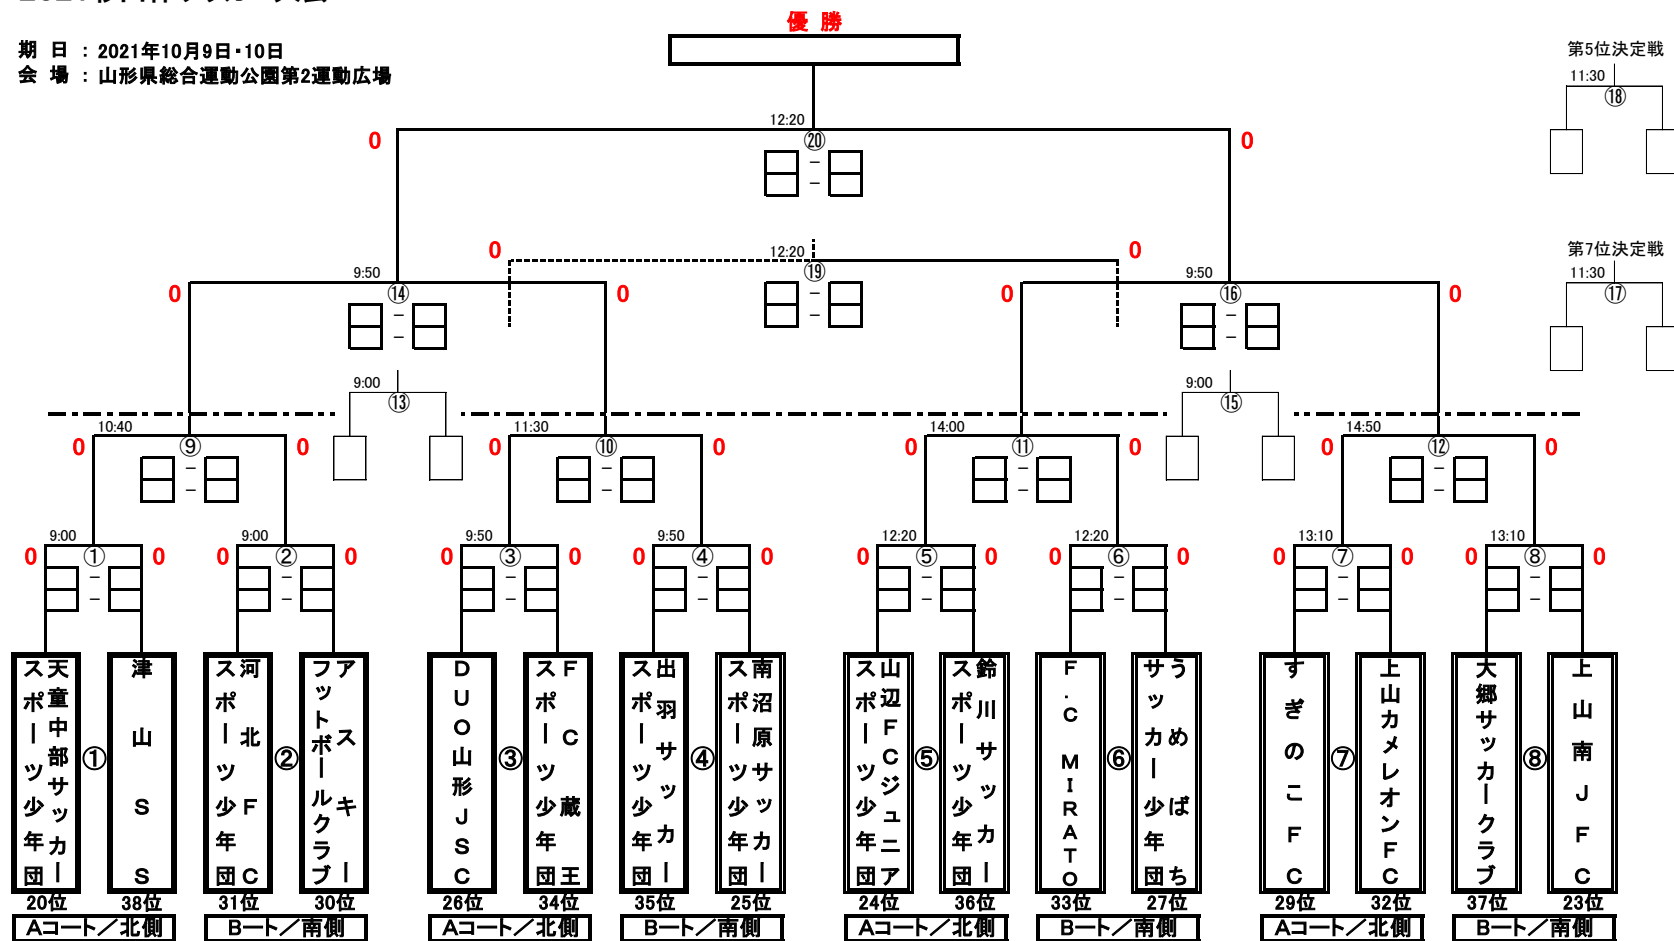 優 勝
期 日 : 2021年10月9日・10日
会 場 : 山形県総合運動公園第2運動広場
第5位決定戦
11:30
⑱
12:20
0 ⑳ 0
－
－
第7位決定戦
11:30
⑰
0 12:20 0
⑲
－
－
9:50
0 ⑭ 0
－
－
9:50
0 ⑯ 0
－
－
9:00
⑬
9:00
⑮
10:40
0 ⑨ 0
－
－
11:30
0 ⑩ 0
－
－
14:00
0 ⑪ 0
－
－
14:50
0 ⑫ 0
－
－
9:00
0 ① 0
－
－
9:00
0 ② 0
－
－
9:50
0 ③ 0
－
－
9:50
0 ④ 0
－
－
12:20
0 ⑤ 0
－
－
12:20
0 ⑥ 0
－
－
13:10
0 ⑦ 0
－
－
13:10
0 ⑧ 0
－
－
天童中部サッカー
スポーツ少年団
①
津山SS
河北FC
スポーツ少年団
②
アスキー
フットボールクラブ
DUO山形JSC
③
FC蔵王
スポーツ少年団
出羽サッカー
スポーツ少年団
④
南沼原サッカー
スポーツ少年団
山辺FCジュニア
スポーツ少年団
⑤
鈴川サッカー
スポーツ少年団
F.C MIRATO
⑥
うめばち
サッカー少年団
すぎのこFC
⑦
上山カメレオンFC
大郷サッカークラブ
⑧
上山南JFC
20位 38位 31位 30位 26位 34位 35位 25位 24位 36位 33位 27位 29位 32位 37位 23位
Aコート／北側 Bート／南側 Aコート／北側 Bート／南側 Aコート／北側 Bート／南側 Aコート／北側 Bート／南側